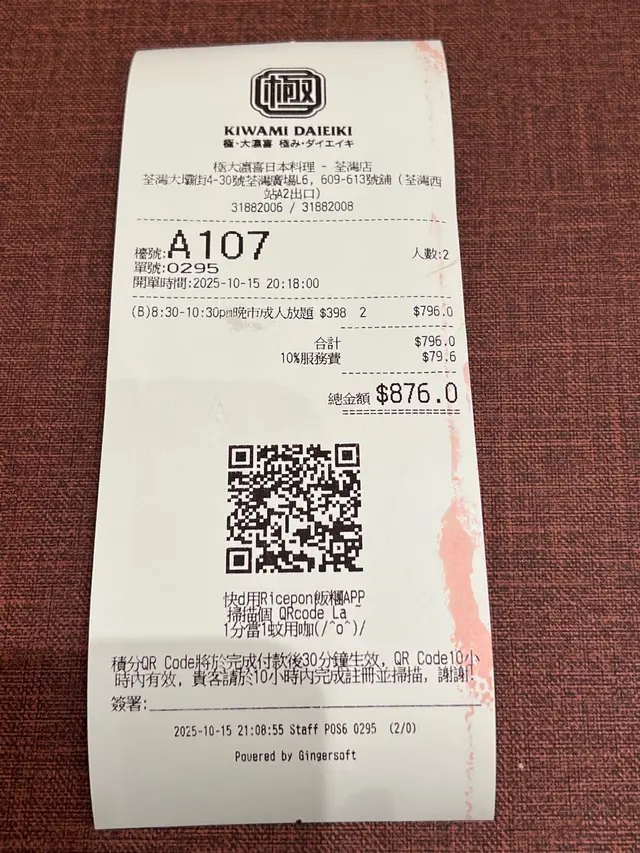 極
KIWAMI DAIEIKI
極・大瀛喜 極み・ダイエイキ
極大瀛喜日本料理 - 荃灣店
荃灣大壩街4-30號荃灣廣場L6, 609-613號舖 (荃灣西
站A2出口)
31882006 / 31882008
檯號:A107 人數:2
單號:0295
開單時間:2025-10-15 20:18:00
(B)8:30-10:30pm晚市成人放題 $398 2 $796.0
合計 $796.0
10%服務費 $79.6
總金額 $876.0
快d用Ricepon飯糰APP
掃描個 QRcode La ~
1分當1蚊用咖(/^o^)/
積分QR Code將於完成付款後30分鐘生效, QR Code10小
時內有效, 貴客請於10小時內完成註冊並掃描, 謝謝!
簽署:
2025-10-15 21:08:55 Staff POS6 0295 (2/0)
Powered by Gingersoft